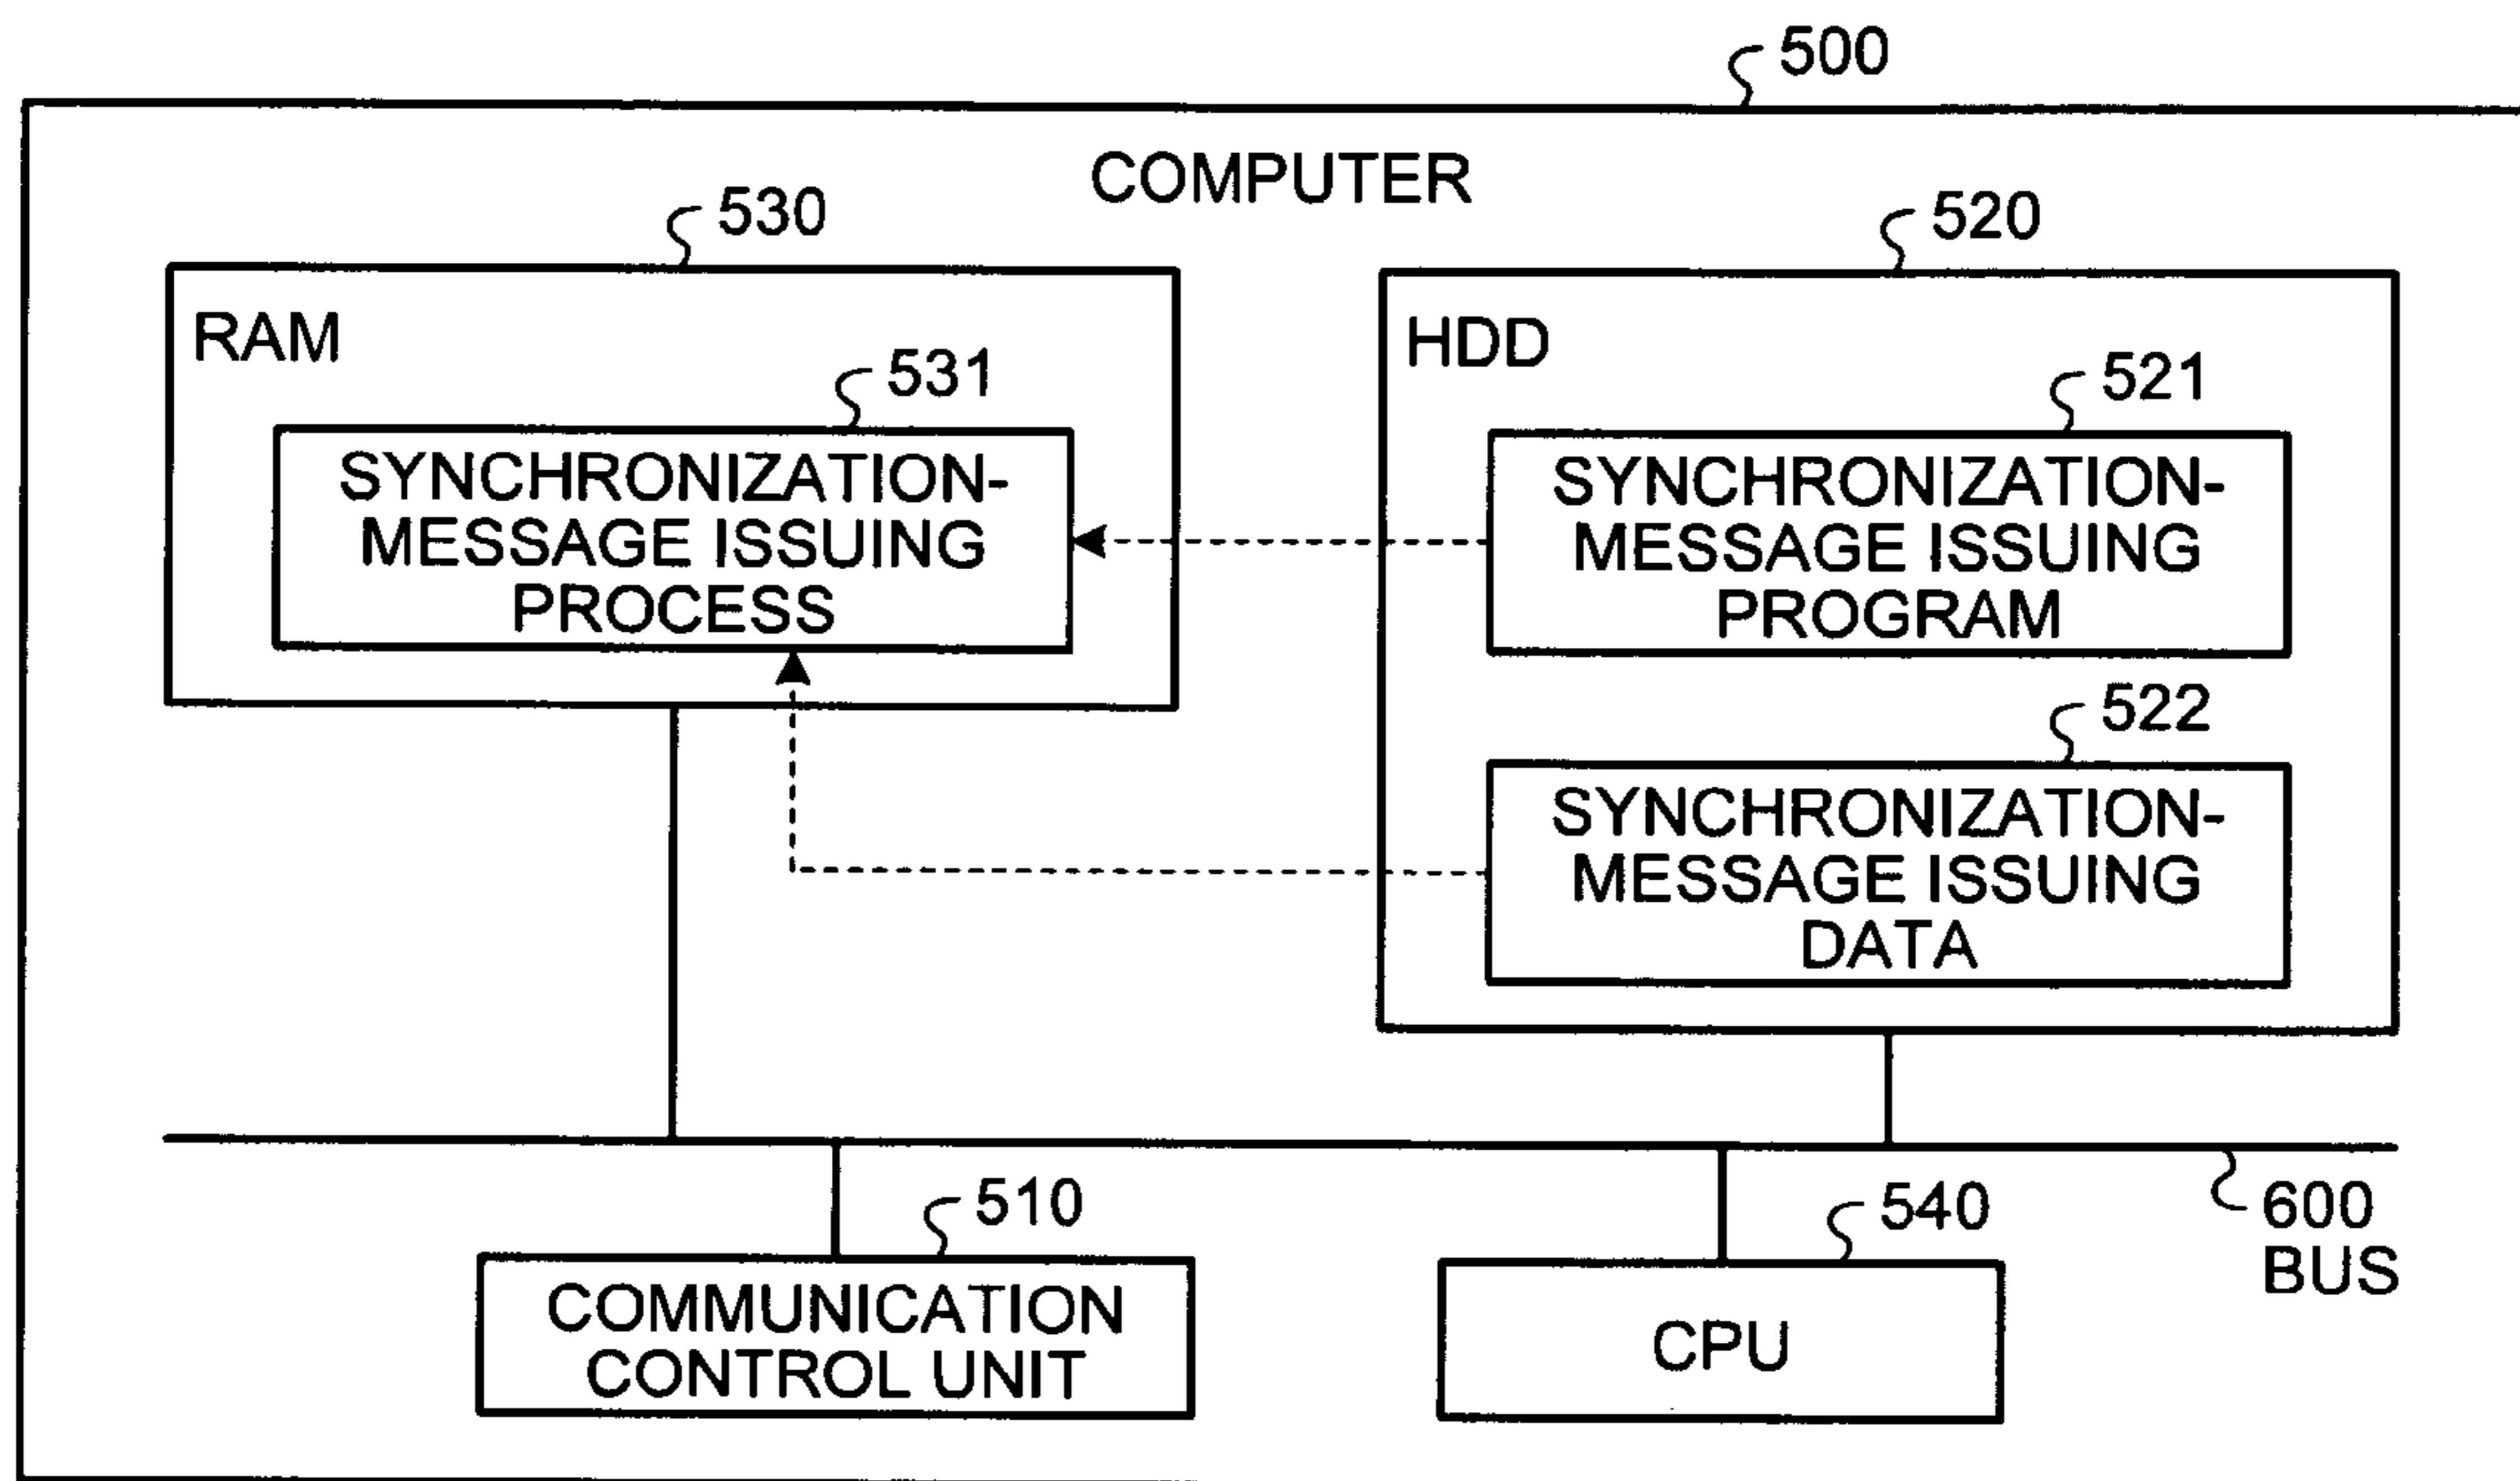 500
COMPUTER
530
520
RAM
HDD
531
521
SYNCHRONIZATION-
MESSAGE ISSUING
PROCESS
SYNCHRONIZATION-
MESSAGE ISSUING
PROGRAM
522
SYNCHRONIZATION-
MESSAGE ISSUING
DATA
510
540
600
BUS
COMMUNICATION
CONTROL UNIT
CPU